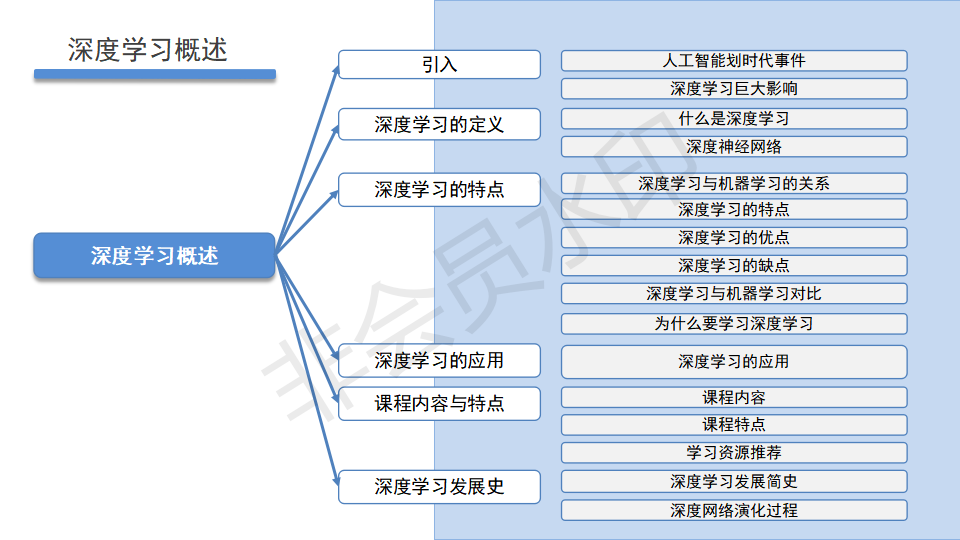 深度学习概述
引入
人工智能划时代事件
深度学习巨大影响
深度学习的定义
什么是深度学习
深度神经网络
深度学习的特点
深度学习与机器学习的关系
深度学习的特点
深度学习的优点
深度学习的缺点
深度学习与机器学习对比
为什么要学习深度学习
深度学习概述
深度学习的应用
深度学习的应用
课程内容与特点
课程内容
课程特点
学习资源推荐
深度学习发展史
深度学习发展简史
深度网络演化过程
非会员水印